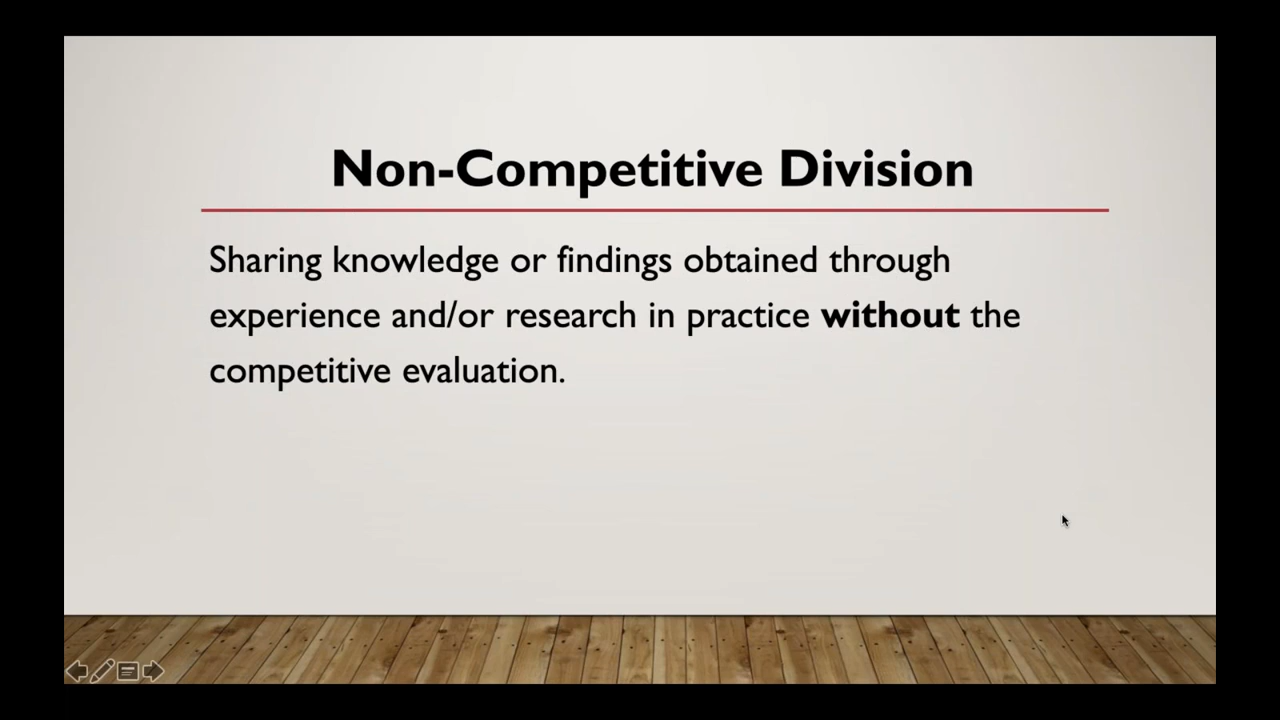 Non-Competitive Division
Sharing knowledge or findings obtained through
experience and/or research in practice without the
competitive evaluation.